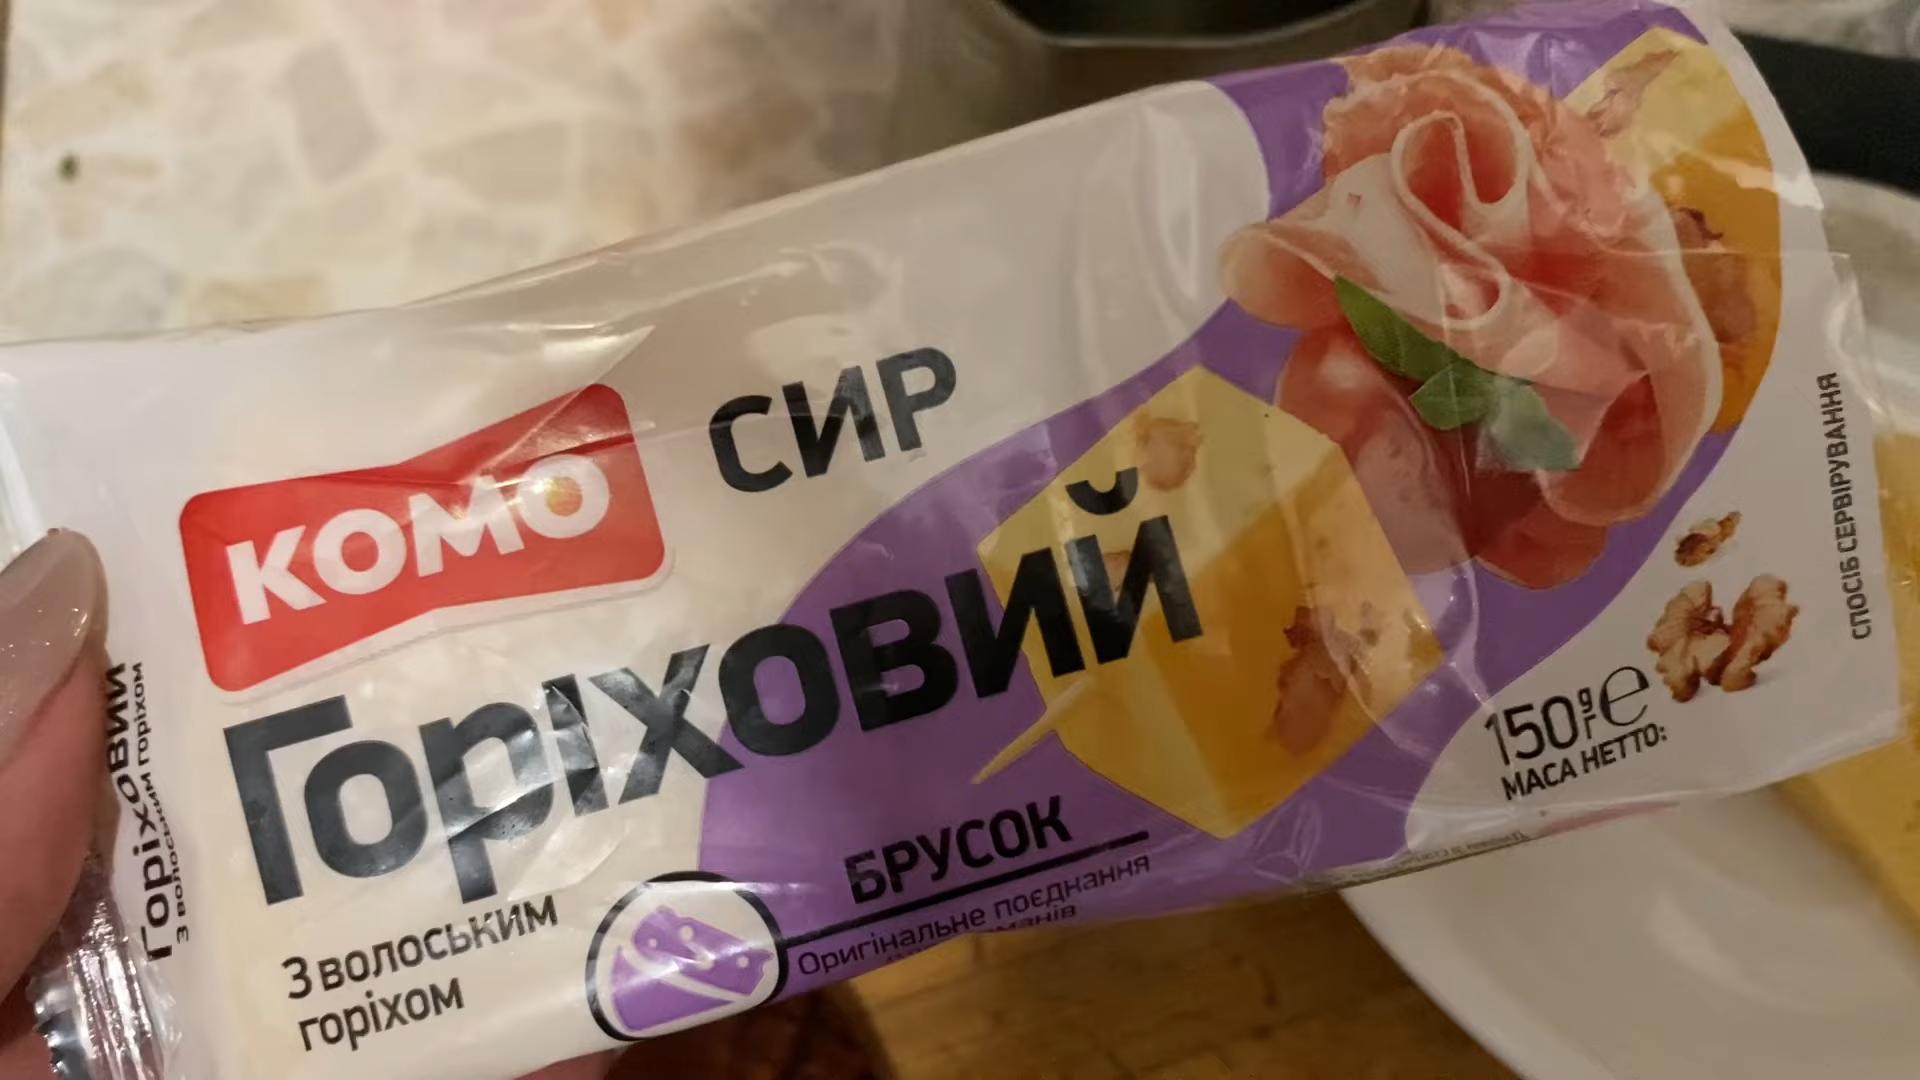 КОМО
СИР
Горіховий
З волоським
горіхом
БРУСОК
Оригінальне поєднання
150 g/г e
МАСА НЕТТО:
СПОСІБ СЕРВІРУВАННЯ
Горіховий
З волоським горіхом